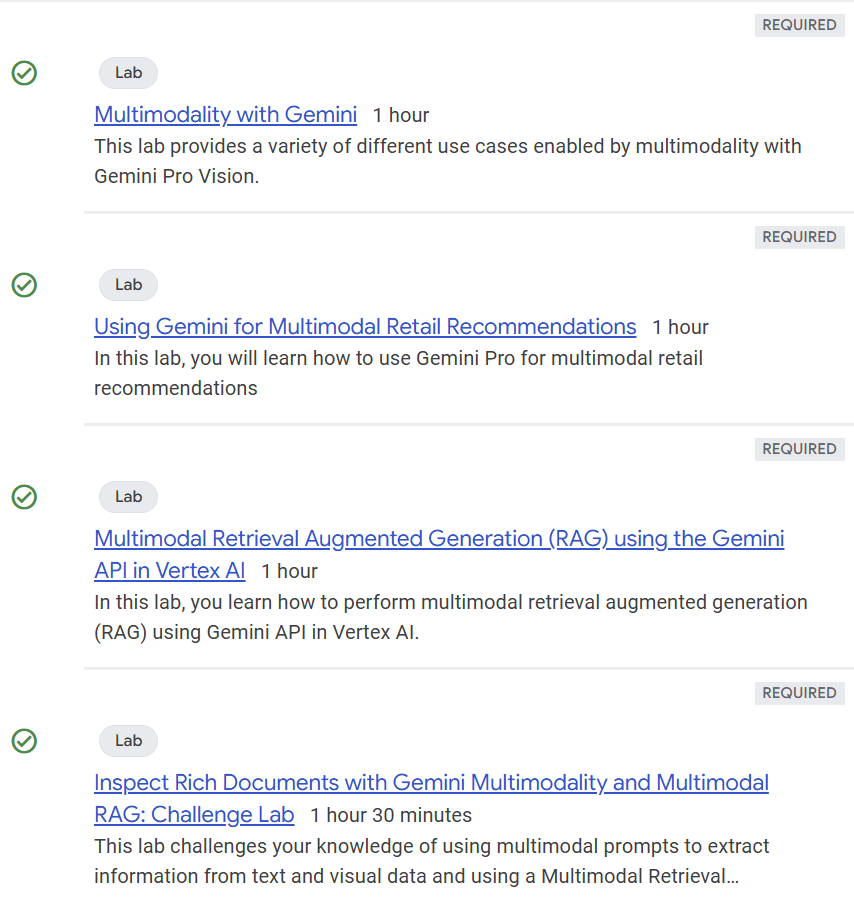 REQUIRED
Lab
Multimodality with Gemini 1 hour
This lab provides a variety of different use cases enabled by multimodality with
Gemini Pro Vision.
REQUIRED
Lab
Using Gemini for Multimodal Retail Recommendations 1 hour
In this lab, you will learn how to use Gemini Pro for multimodal retail
recommendations
REQUIRED
Lab
Multimodal Retrieval Augmented Generation (RAG) using the Gemini
API in Vertex AI 1 hour
In this lab, you learn how to perform multimodal retrieval augmented generation
(RAG) using Gemini API in Vertex AI.
REQUIRED
Lab
Inspect Rich Documents with Gemini Multimodality and Multimodal
RAG: Challenge Lab 1 hour 30 minutes
This lab challenges your knowledge of using multimodal prompts to extract
information from text and visual data and using a Multimodal Retrieval…